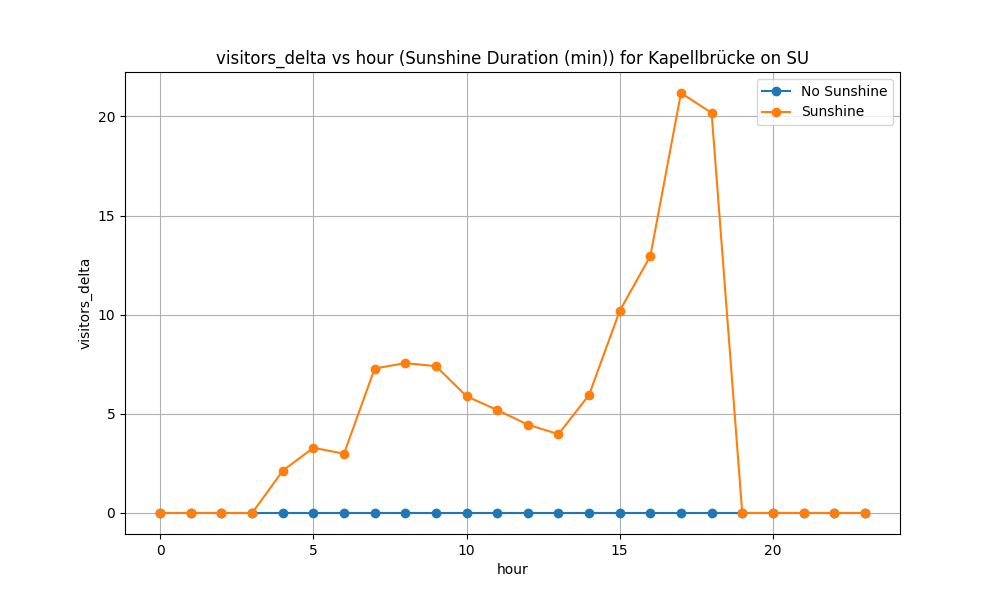 visitors_delta vs hour (Sunshine Duration (min)) for Kapellbrücke on SU
No Sunshine
Sunshine
visitors_delta
20
15
10
5
0
0 5 10 15 20
hour